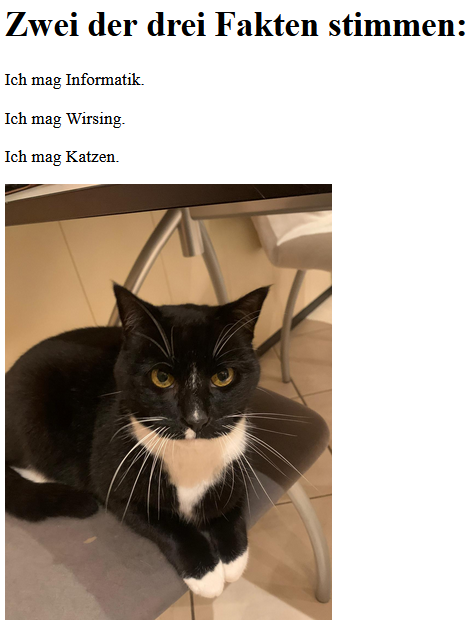 Zwei der drei Fakten stimmen:
Ich mag Informatik.
Ich mag Wirsing.
Ich mag Katzen.